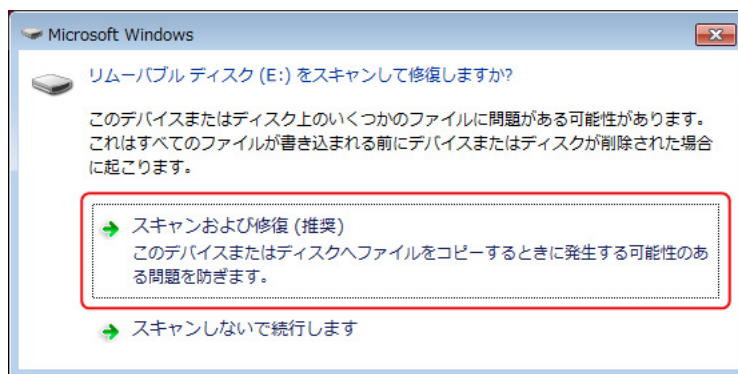 Microsoft Windows
リムーバブル ディスク (E:) をスキャンして修復しますか?
このデバイスまたはディスク上のいくつかのファイルに問題がある可能性があります。
これはすべてのファイルが書き込まれる前にデバイスまたはディスクが削除された場合
に起こります。
スキャンおよび修復 (推奨)
このデバイスまたはディスクへファイルをコピーするときに発生する可能性のあ
る問題を防ぎます。
スキャンしないで続行します